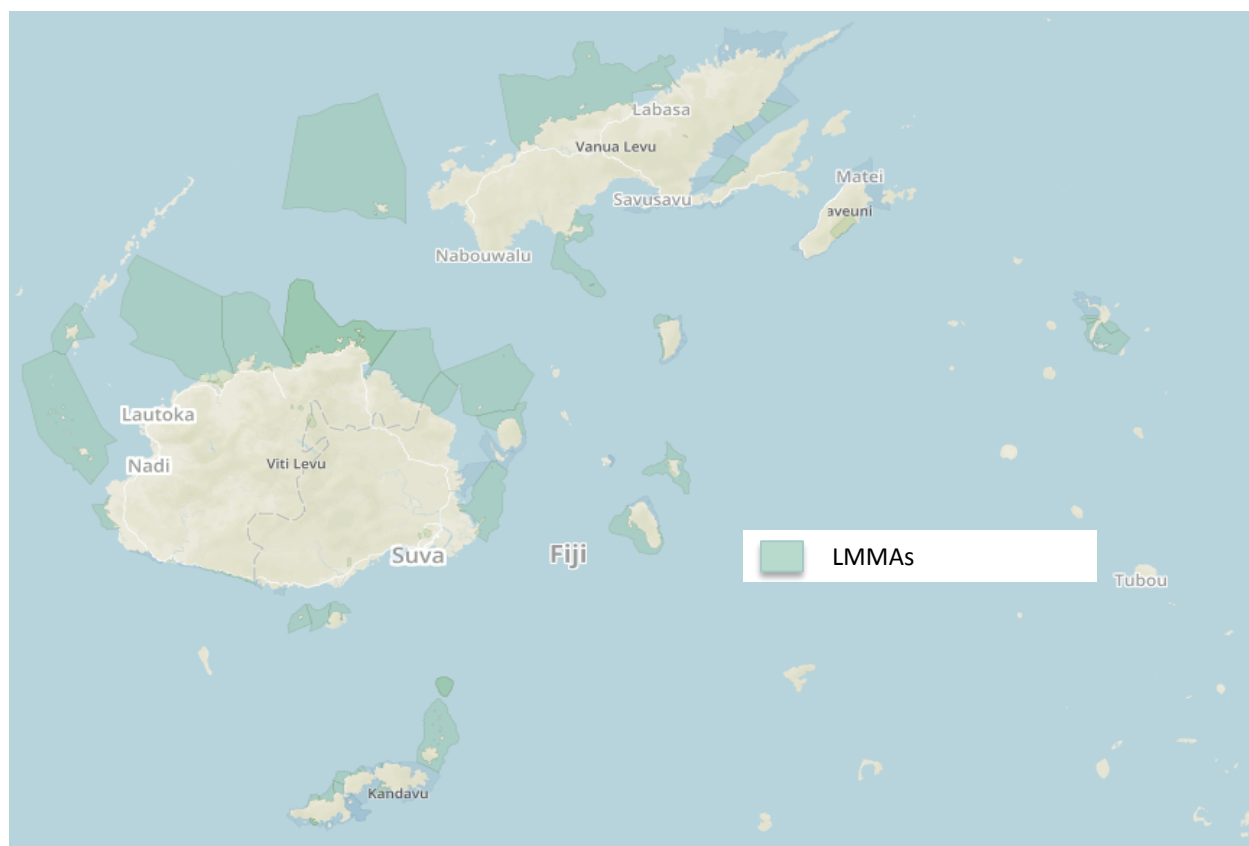 Labasa
Vanua Levu
Matei
Savusavu
aveuni
Nabouwalu
Lautoka
Nadi
Viti Levu
Suva
Fiji
LMMAs
Tubou
Kandavu